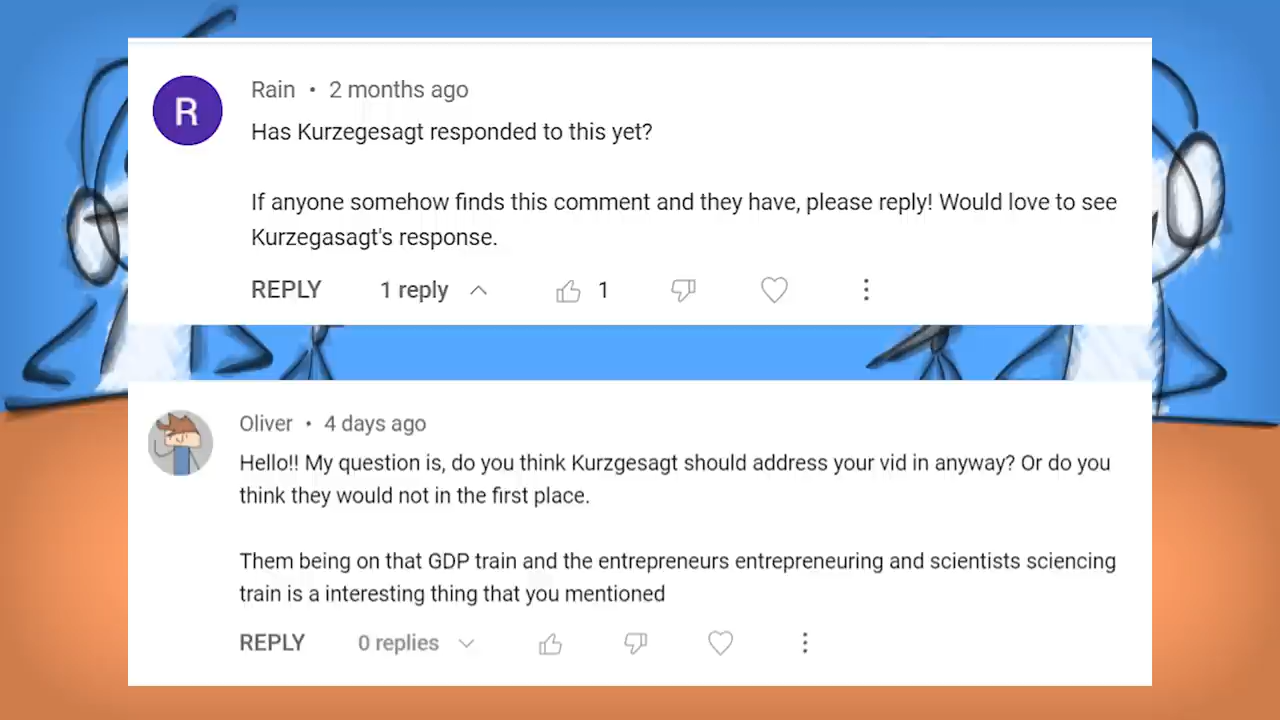 R
Rain • 2 months ago
Has Kurzegesagt responded to this yet?
If anyone somehow finds this comment and they have, please reply! Would love to see
Kurzegasagt's response.
REPLY 1 reply 1
Oliver • 4 days ago
Hello!! My question is, do you think Kurzgesagt should address your vid in anyway? Or do you
think they would not in the first place.
Them being on that GDP train and the entrepreneurs entrepreneuring and scientists sciencing
train is a interesting thing that you mentioned
REPLY 0 replies